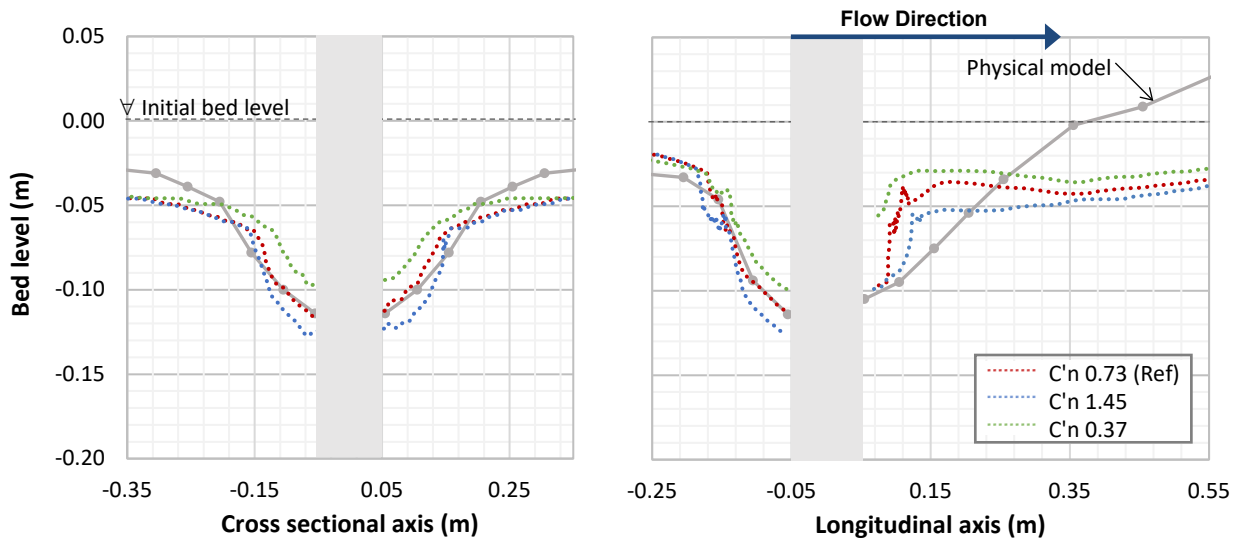 Flow Direction
0.05
0.00
-0.05
-0.10
-0.15
-0.20
Bed level (m)
Initial bed level
-0.35
-0.15
0.05
0.25
Cross sectional axis (m)
Physical model
C'n 0.73 (Ref)
C'n 1.45
C'n 0.37
-0.25
-0.05
0.15
0.35
0.55
Longitudinal axis (m)